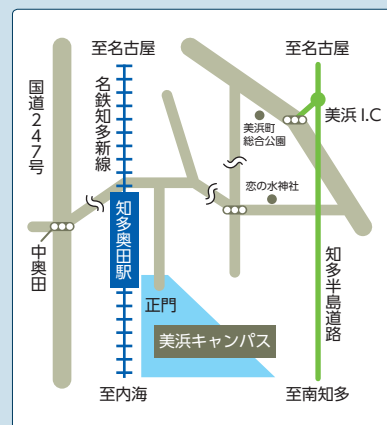 至名古屋
至名古屋
国道247号
名鉄知多新線
美浜町
総合公園
美浜I.C
恋の水神社
知多奥田駅
中奥田
知多半島道路
正門
美浜キャンパス
至内海
至南知多